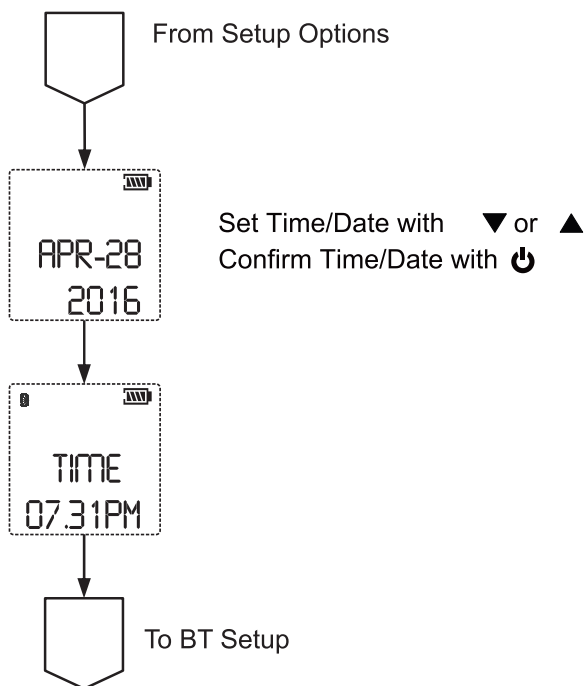 From Setup Options
APR-28
2016
Set Time/Date with ▼ or ▲
Confirm Time/Date with ⏻
TIME
07.31PM
To BT Setup